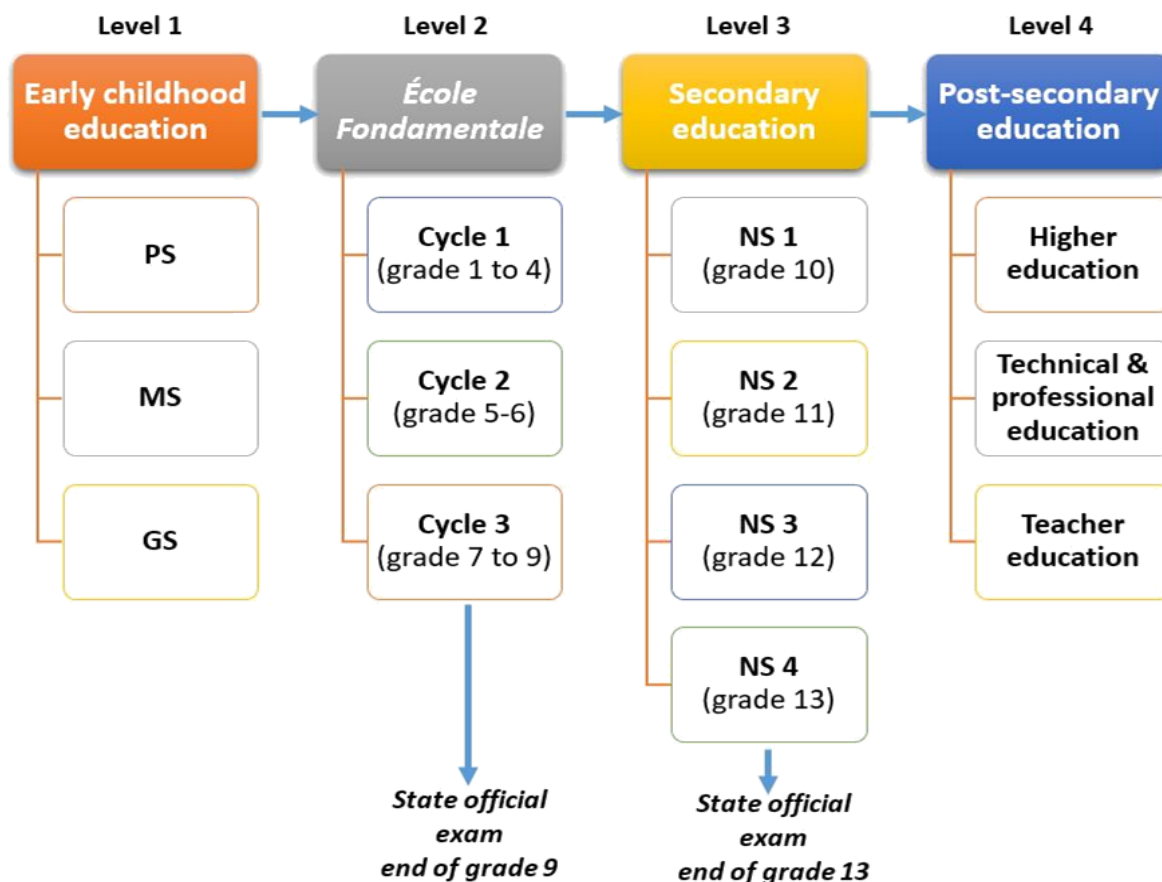 Level 1
Level 2
Level 3
Level 4
Early childhood
education
École
Fondamentale
Secondary
education
Post-secondary
education
PS
MS
GS
Cycle 1
(grade 1 to 4)
Cycle 2
(grade 5-6)
Cycle 3
(grade 7 to 9)
State official
exam
end of grade 9
NS 1
(grade 10)
NS 2
(grade 11)
NS 3
(grade 12)
NS 4
(grade 13)
State official
exam
end of grade 13
Higher
education
Technical &
professional
education
Teacher
education